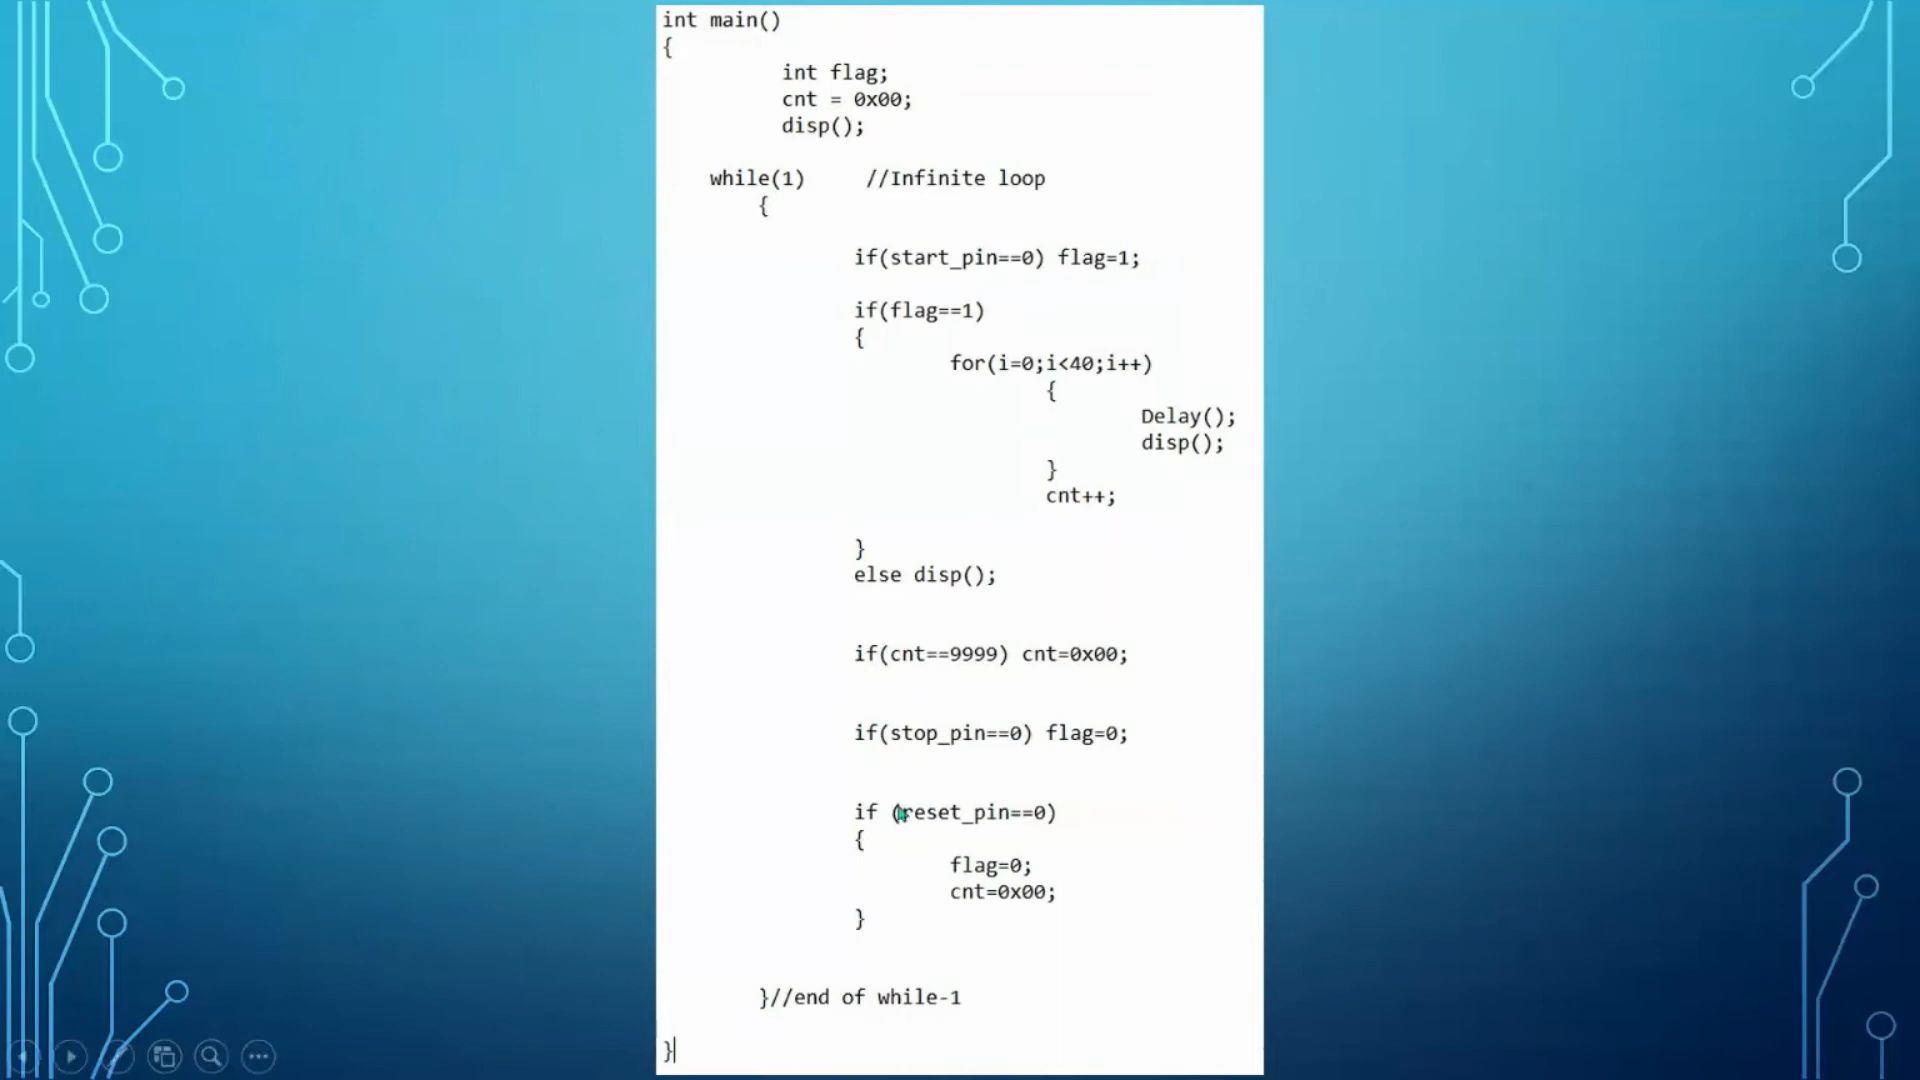 int main()
{
int flag;
cnt = 0x00;
disp();
while(1) //Infinite loop
{
if(start_pin==0) flag=1;
if(flag==1)
{
for(i=0;i<40;i++)
{
Delay();
disp();
}
cnt++;
}
else disp();
if(cnt==9999) cnt=0x00;
if(stop_pin==0) flag=0;
if (reset_pin==0)
{
flag=0;
cnt=0x00;
}
}//end of while-1
}